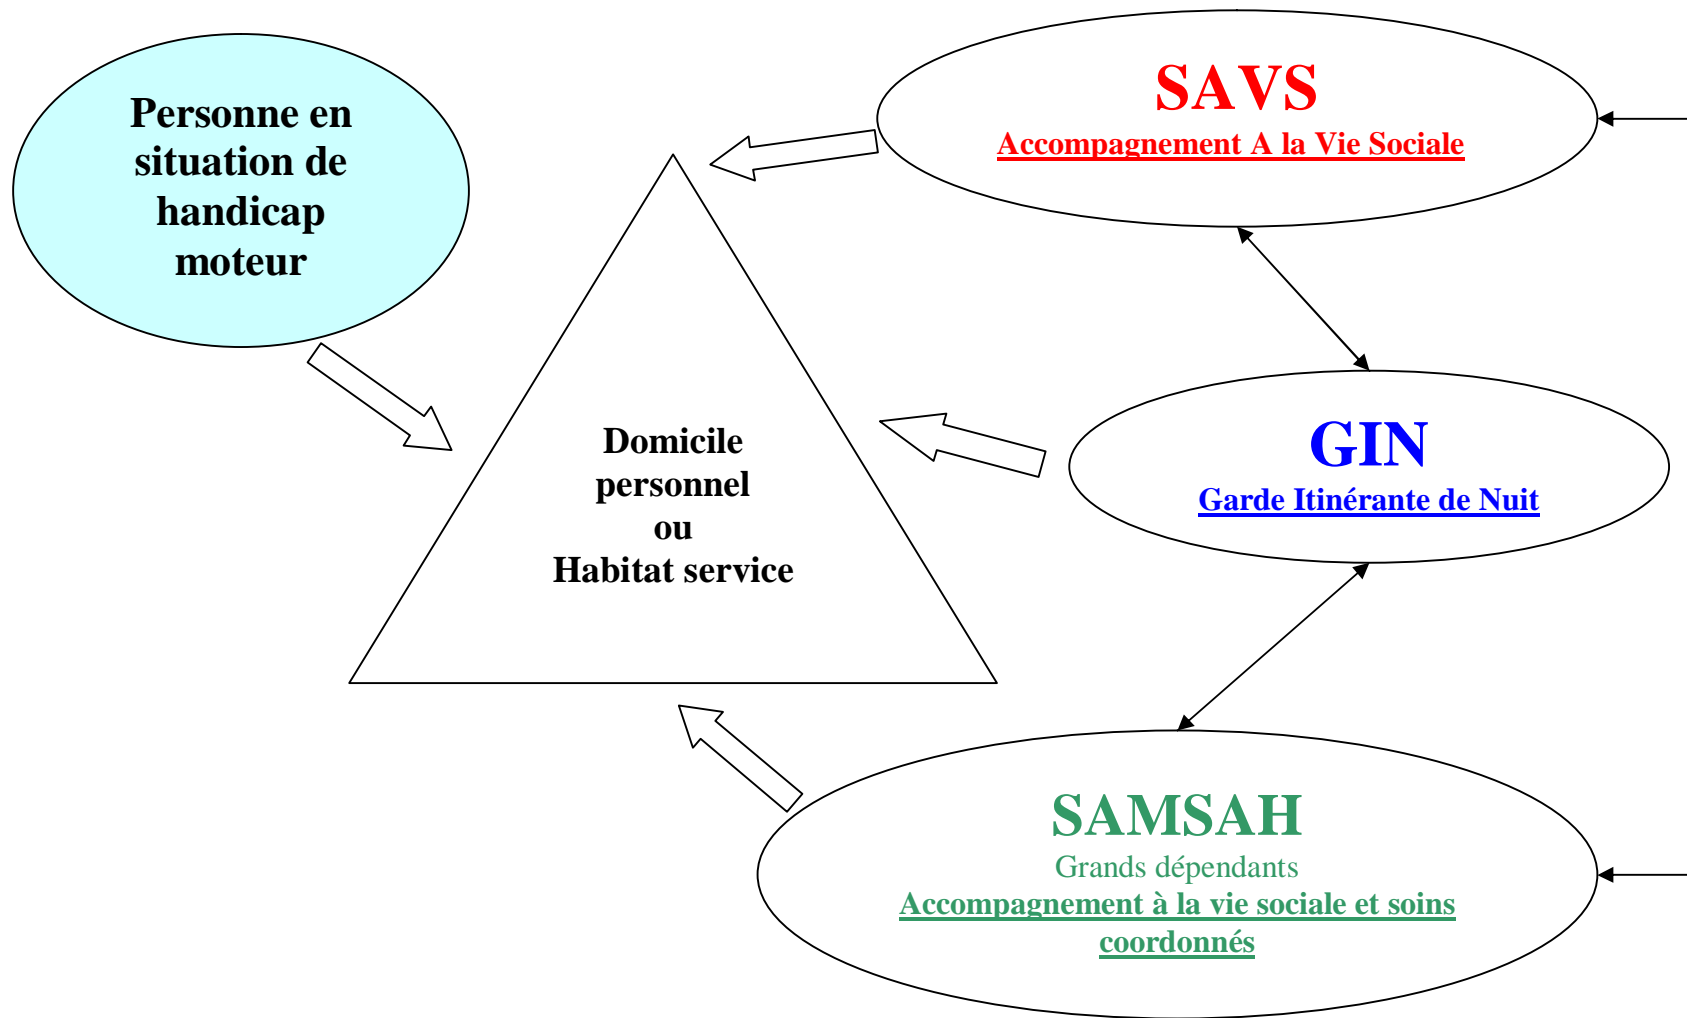 Personne en
situation de
handicap
moteur
SAVS
Accompagnement A la Vie Sociale
Domicile
personnel
ou
Habitat service
GIN
Garde Itinérante de Nuit
SAMSAH
Grands dépendants
Accompagnement à la vie sociale et soins
coordonnés